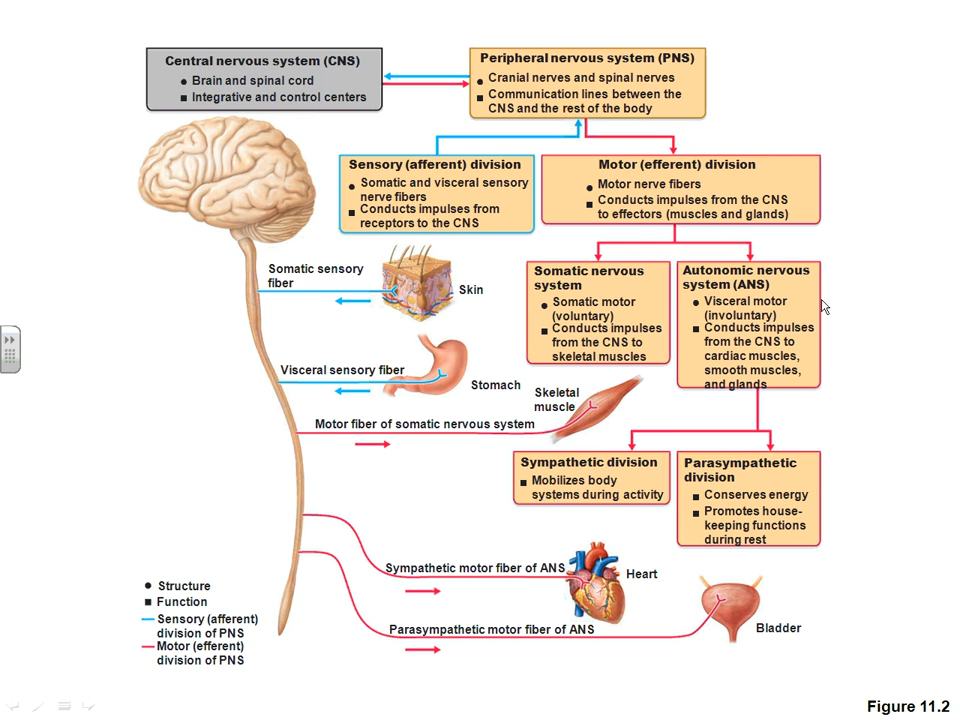 Central nervous system (CNS)
● Brain and spinal cord
■ Integrative and control centers
Peripheral nervous system (PNS)
● Cranial nerves and spinal nerves
■ Communication lines between the
CNS and the rest of the body
Sensory (afferent) division
● Somatic and visceral sensory
nerve fibers
■ Conducts impulses from
receptors to the CNS
Motor (efferent) division
● Motor nerve fibers
■ Conducts impulses from the CNS
to effectors (muscles and glands)
Somatic sensory
fiber
Skin
Somatic nervous
system
● Somatic motor
(voluntary)
■ Conducts impulses
from the CNS to
skeletal muscles
Autonomic nervous
system (ANS)
● Visceral motor
(involuntary)
■ Conducts impulses
from the CNS to
cardiac muscles,
smooth muscles,
and glands
Visceral sensory fiber
Stomach
Skeletal
muscle
Motor fiber of somatic nervous system
Sympathetic division
■ Mobilizes body
systems during activity
Parasympathetic
division
■ Conserves energy
■ Promotes house-
keeping functions
during rest
Sympathetic motor fiber of ANS
Heart
Parasympathetic motor fiber of ANS
Bladder
● Structure
■ Function
Sensory (afferent)
division of PNS
Motor (efferent)
division of PNS
Figure 11.2